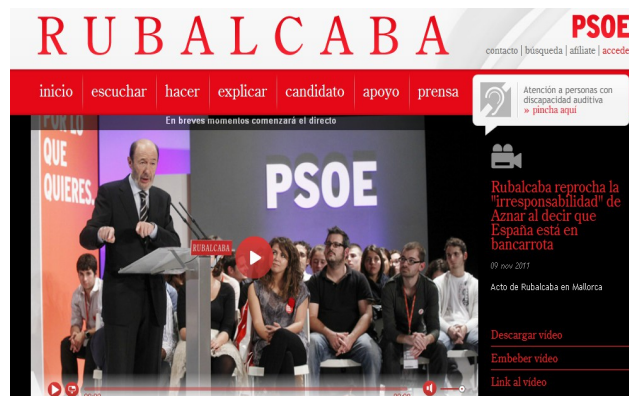 RUBALCABA
PSOE
contacto | búsqueda | afíliate | accede
inicio escuchar hacer explicar candidato apoyo prensa
Atención a personas con
discapacidad auditiva
» pincha aquí
En breves momentos comenzará el directo
POR LO
QUE
QUIERES.
PSOE
RUBALCABA
Rubalcaba reprocha la
"irresponsabilidad" de
Aznar al decir que
España está en
bancarrota
09 nov 2011
Acto de Rubalcaba en Mallorca
Descargar vídeo
Embeber vídeo
Link al vídeo